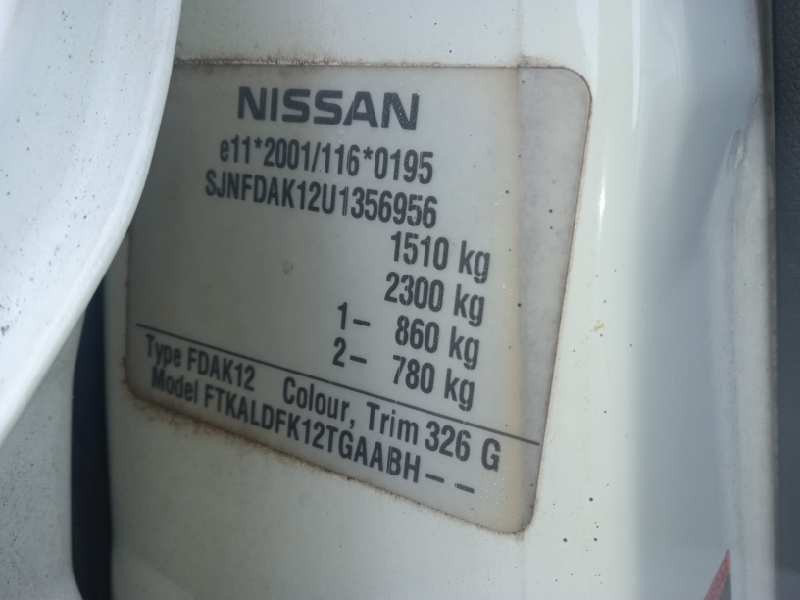 NISSAN
e11*2001/116*0195
SJNFDAK12U1356956
1510 kg
2300 kg
1– 860 kg
2– 780 kg
Type FDAK12 Colour, Trim 326 G
Model FTKALDFK12TGAABH– –